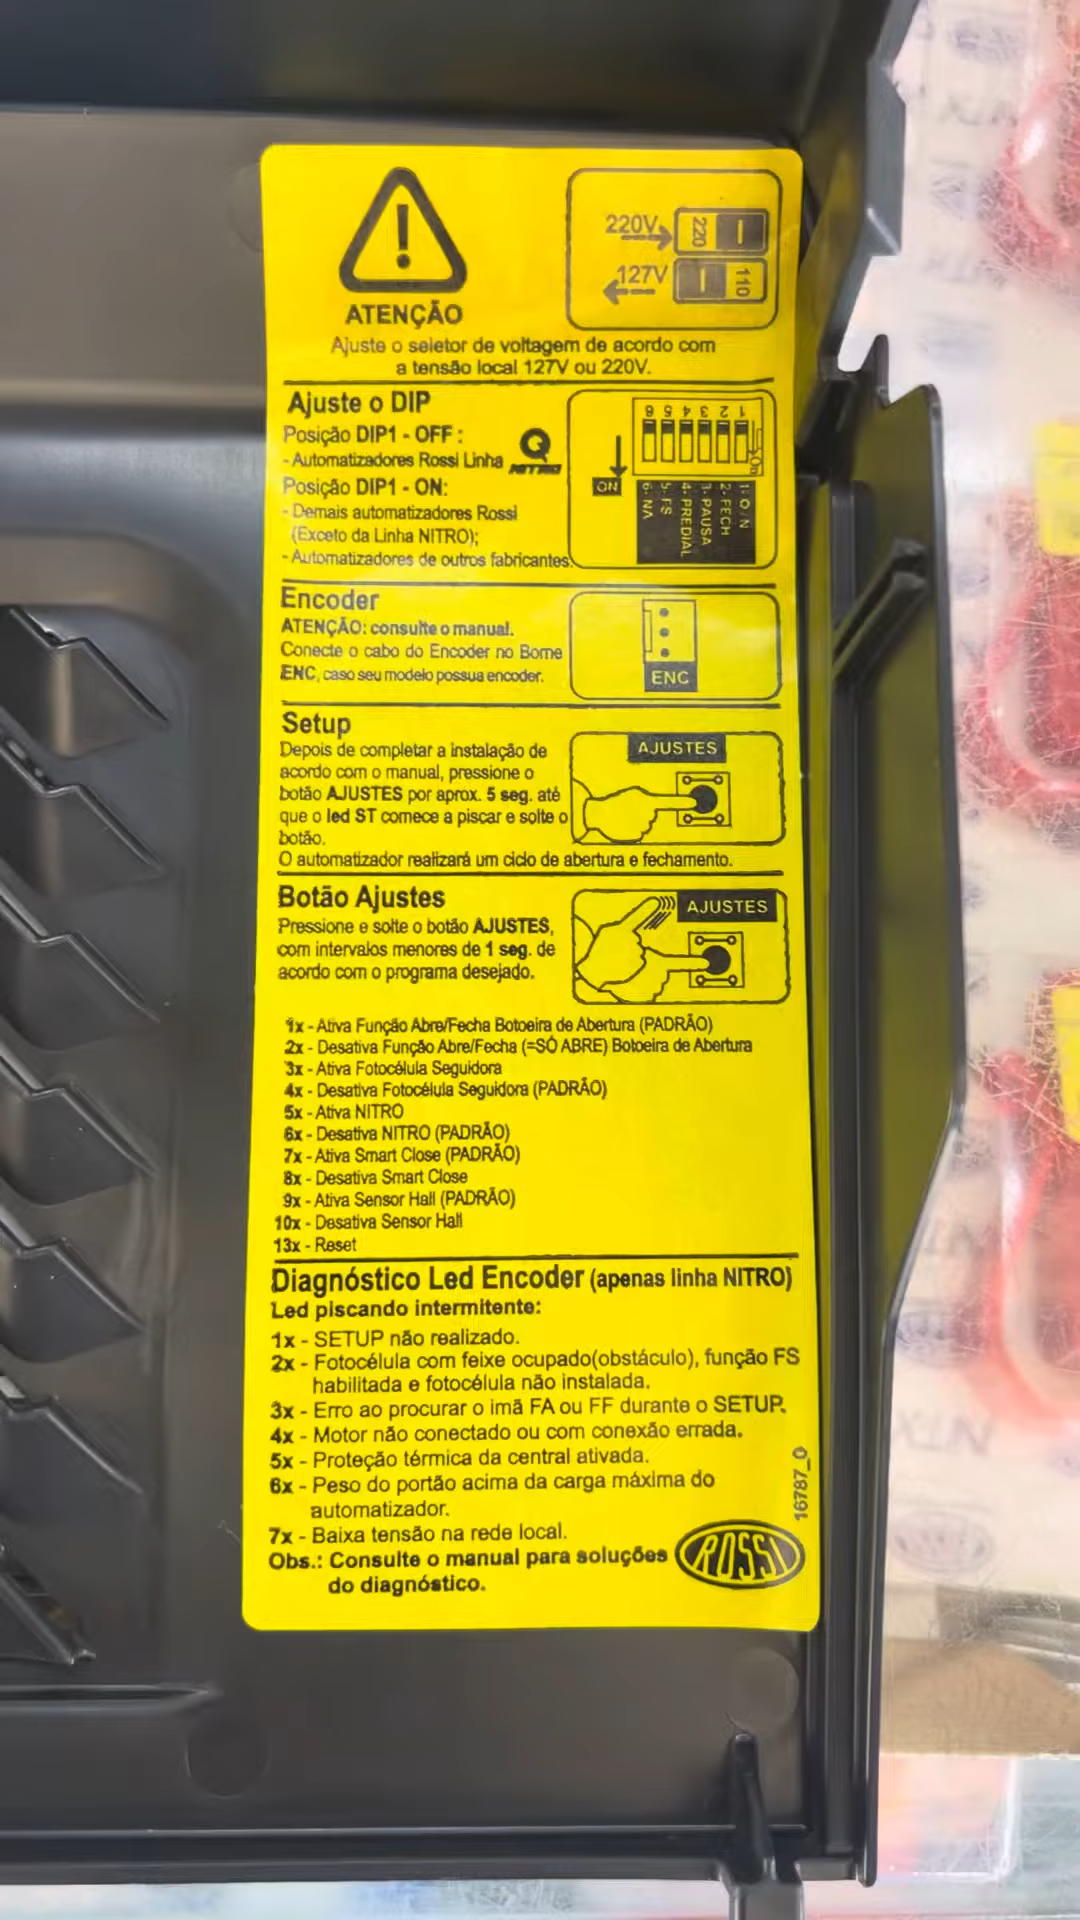 220V
220
127V
110
ATENÇÃO
Ajuste o seletor de voltagem de acordo com
a tensão local 127V ou 220V.
Ajuste o DIP
Posição DIP1 - OFF :
- Automatizadores Rossi Linha NITRO
Posição DIP1 - ON:
- Demais automatizadores Rossi
(Exceto da Linha NITRO);
- Automatizadores de outros fabricantes.
1 2 3 4 5 6
On
ON
1- O / N
2- FECH
3- PAUSA
4- PREDIAL
5- FS
6- NA
Encoder
ATENÇÃO: consulte o manual.
Conecte o cabo do Encoder no Borne
ENC, caso seu modelo possua encoder.
ENC
Setup
Depois de completar a instalação de
acordo com o manual, pressione o
botão AJUSTES por aprox. 5 seg. até
que o led ST comece a piscar e solte o
botão.
O automatizador realizará um ciclo de abertura e fechamento.
AJUSTES
Botão Ajustes
Pressione e solte o botão AJUSTES,
com intervalos menores de 1 seg. de
acordo com o programa desejado.
AJUSTES
1x - Ativa Função Abre/Fecha Botoeira de Abertura (PADRÃO)
2x - Desativa Função Abre/Fecha (=SÓ ABRE) Botoeira de Abertura
3x - Ativa Fotocélula Seguidora
4x - Desativa Fotocélula Seguidora (PADRÃO)
5x - Ativa NITRO
6x - Desativa NITRO (PADRÃO)
7x - Ativa Smart Close (PADRÃO)
8x - Desativa Smart Close
9x - Ativa Sensor Hall (PADRÃO)
10x - Desativa Sensor Hall
13x - Reset
Diagnóstico Led Encoder (apenas linha NITRO)
Led piscando intermitente:
1x - SETUP não realizado.
2x - Fotocélula com feixe ocupado(obstáculo), função FS
habilitada e fotocélula não instalada.
3x - Erro ao procurar o imã FA ou FF durante o SETUP.
4x - Motor não conectado ou com conexão errada.
5x - Proteção térmica da central ativada.
6x - Peso do portão acima da carga máxima do
automatizador.
7x - Baixa tensão na rede local.
Obs.: Consulte o manual para soluções
do diagnóstico.
ROSSI
16787_0